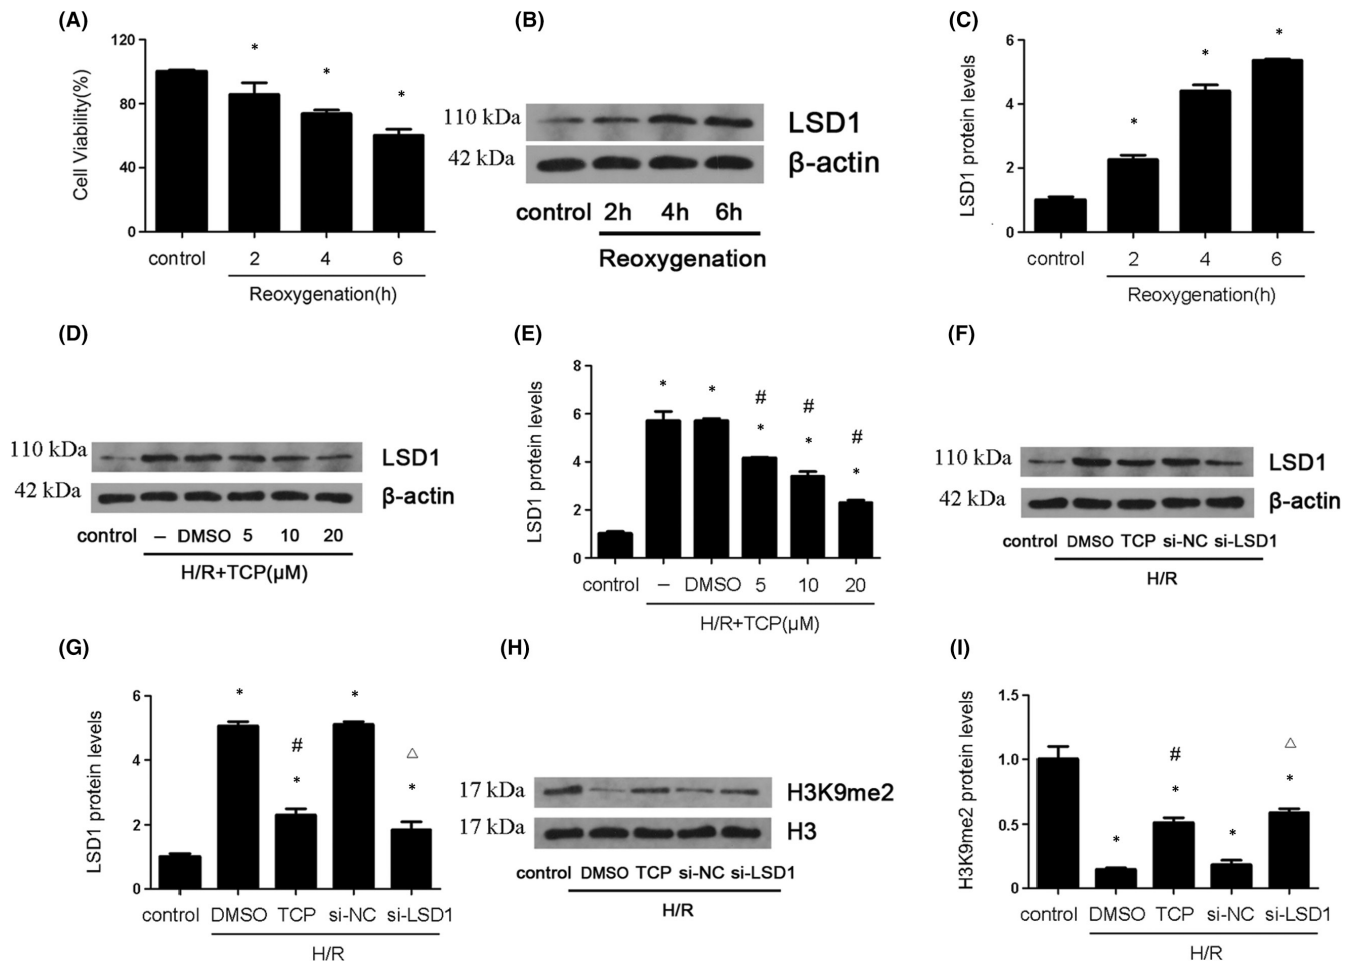 (A)
120
80
40
0
Cell Viability(%)
*
*
*
control 2 4 6
Reoxygenation(h)
(B)
110 kDa LSD1
42 kDa β-actin
control 2h 4h 6h
Reoxygenation
(C)
6
4
2
0
LSD1 protein levels
*
*
*
control 2 4 6
Reoxygenation(h)
(D)
110 kDa LSD1
42 kDa β-actin
control – DMSO 5 10 20
H/R+TCP(μM)
(E)
8
6
4
2
0
LSD1 protein levels
* * # # #
* * *
control – DMSO 5 10 20
H/R+TCP(μM)
(F)
110 kDa LSD1
42 kDa β-actin
control DMSO TCP si-NC si-LSD1
H/R
(G)
6
4
2
0
LSD1 protein levels
* # * △
* *
control DMSO TCP si-NC si-LSD1
H/R
(H)
17 kDa H3K9me2
17 kDa H3
control DMSO TCP si-NC si-LSD1
H/R
(I)
1.5
1.0
0.5
0
H3K9me2 protein levels
# △
* * * *
control DMSO TCP si-NC si-LSD1
H/R